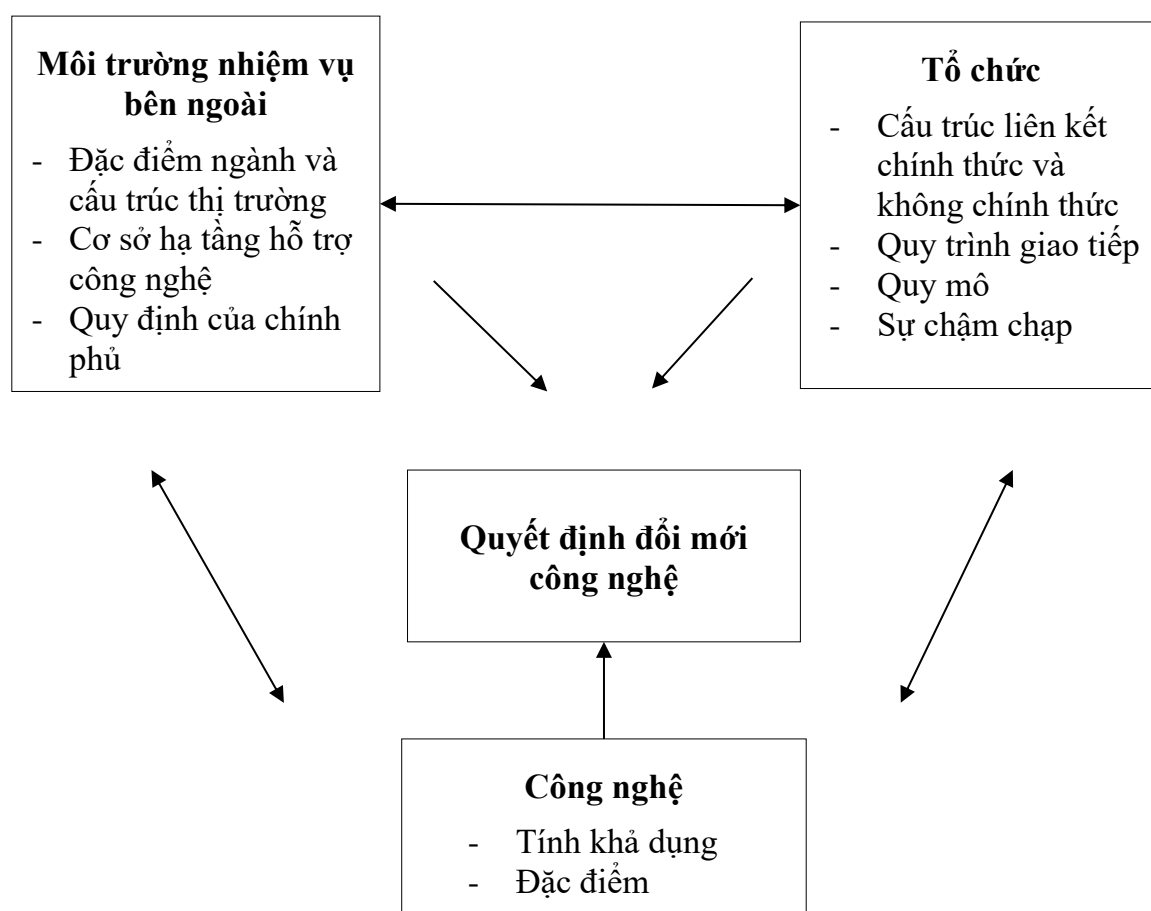 Môi trường nhiệm vụ
bên ngoài
- Đặc điểm ngành và
cấu trúc thị trường
- Cơ sở hạ tầng hỗ trợ
công nghệ
- Quy định của chính
phủ
Tổ chức
- Cấu trúc liên kết
chính thức và
không chính thức
- Quy trình giao tiếp
- Quy mô
- Sự chậm chạp
Quyết định đổi mới
công nghệ
Công nghệ
- Tính khả dụng
- Đặc điểm